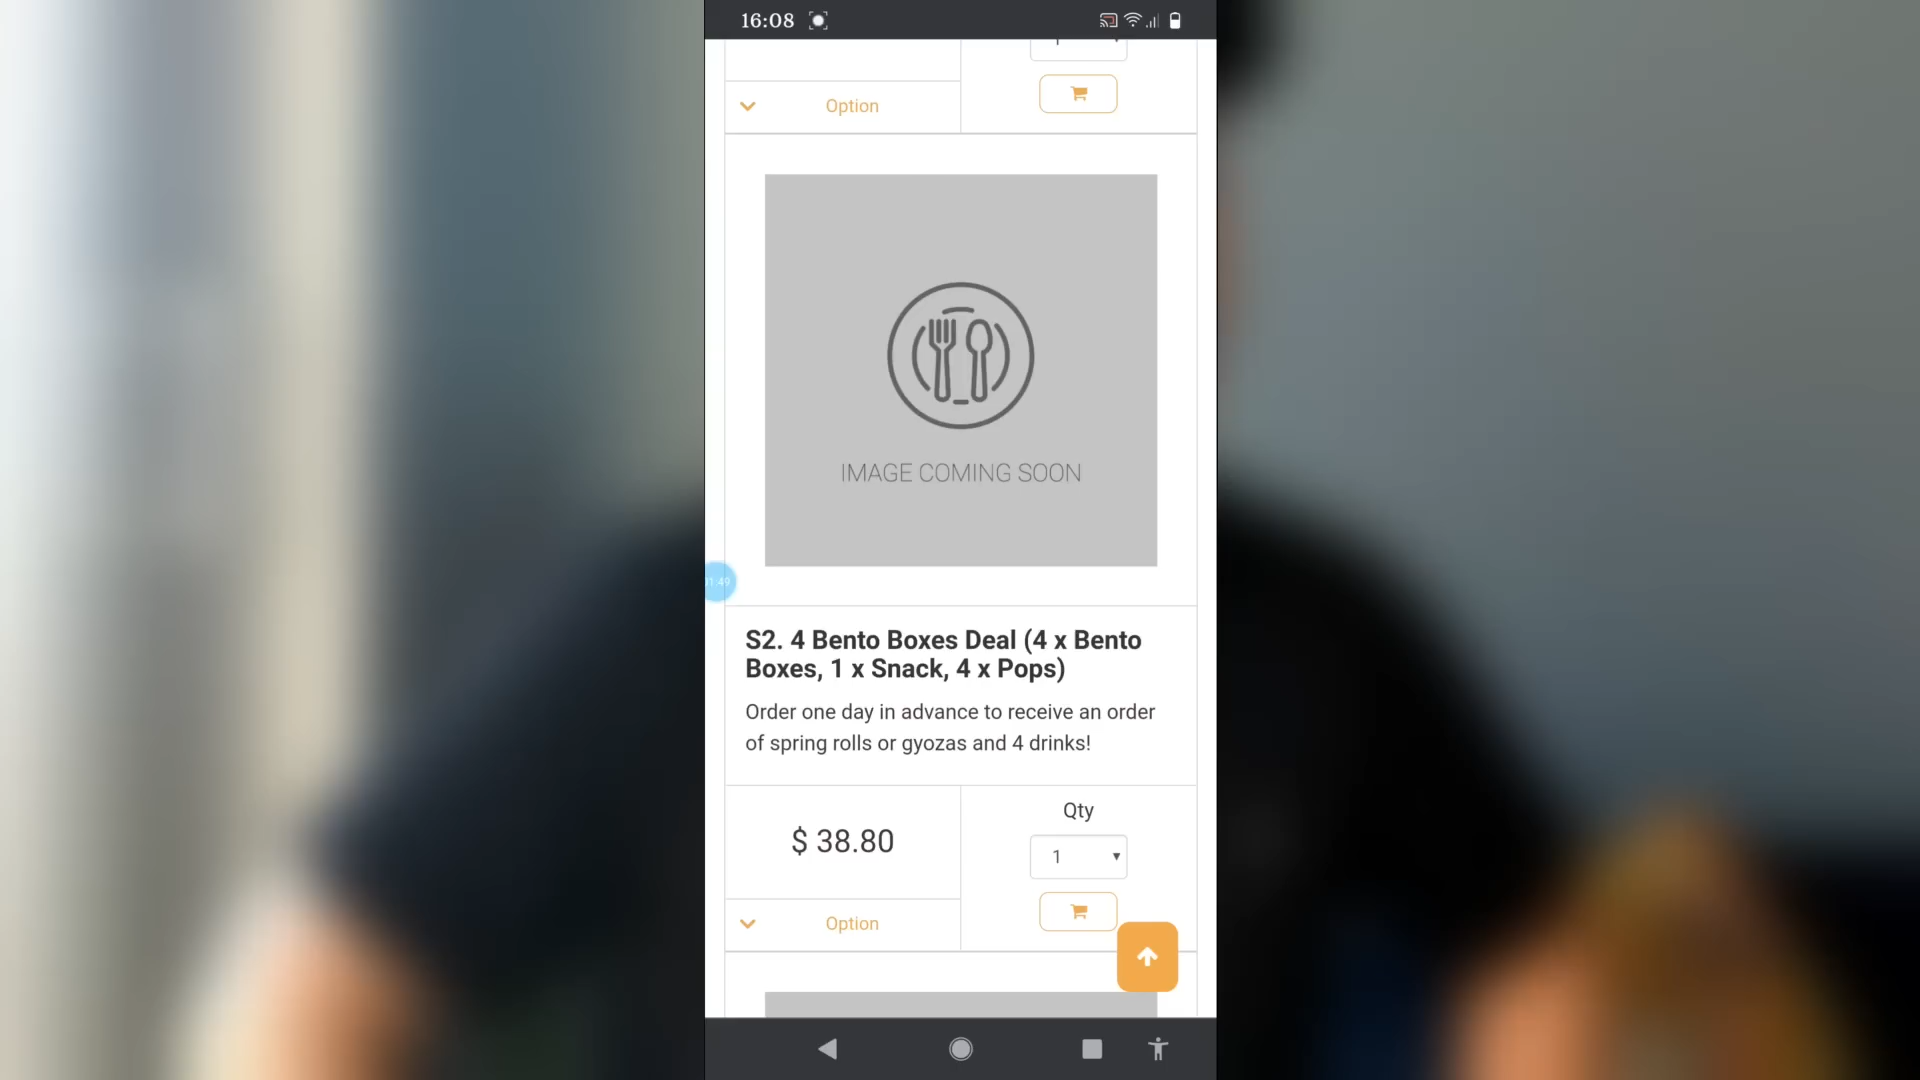 16:08
Option
IMAGE COMING SOON
S2. 4 Bento Boxes Deal (4 x Bento
Boxes, 1 x Snack, 4 x Pops)
Order one day in advance to receive an order
of spring rolls or gyozas and 4 drinks!
$ 38.80
Qty
1
Option